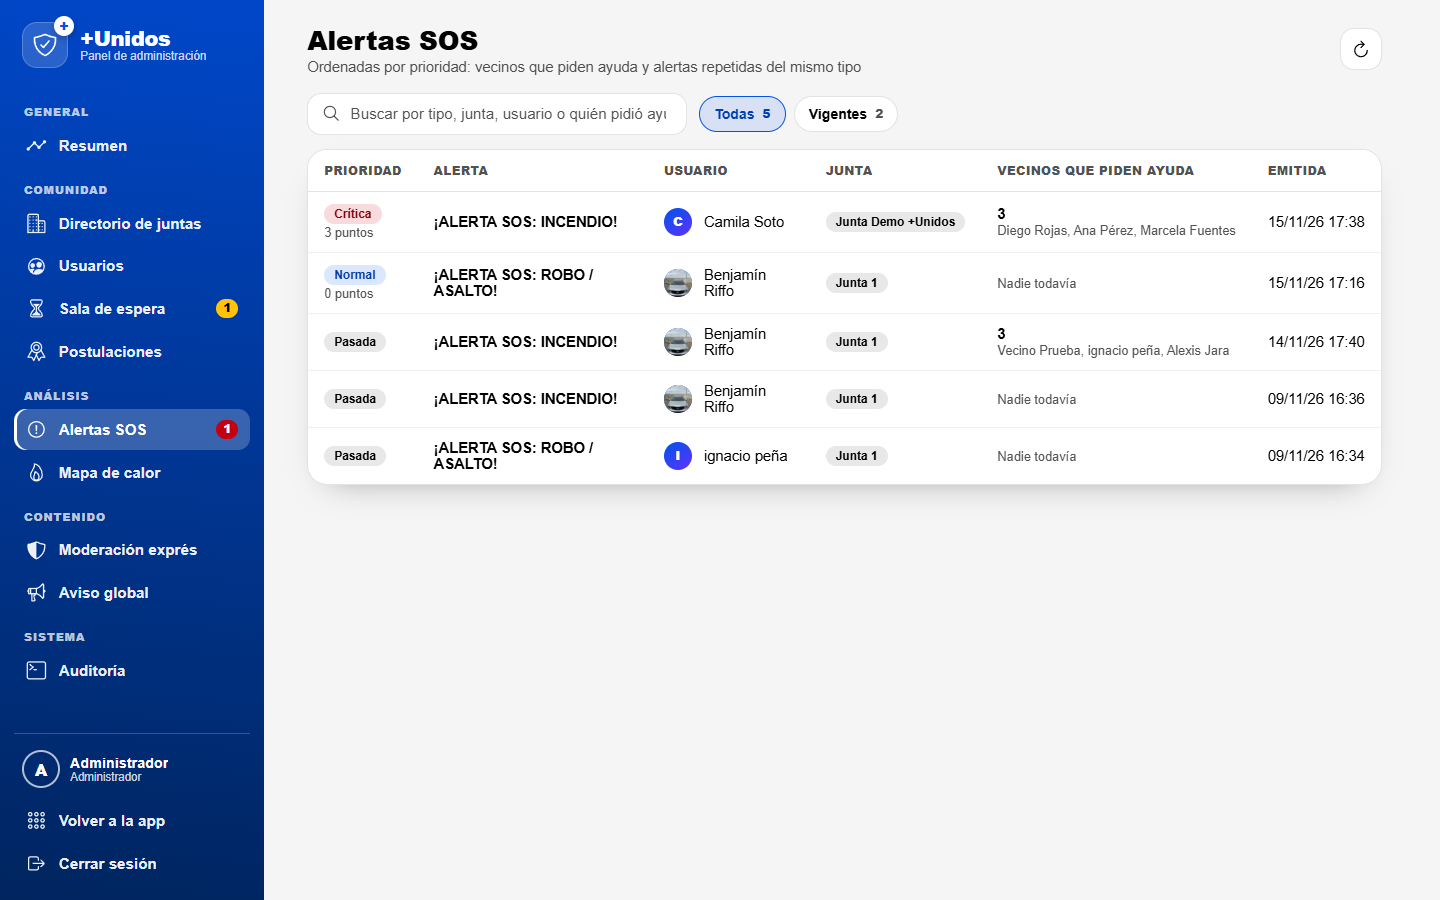 +Unidos
Panel de administración
GENERAL
Resumen
COMUNIDAD
Directorio de juntas
Usuarios
Sala de espera 1
Postulaciones
ANÁLISIS
Alertas SOS 1
Mapa de calor
CONTENIDO
Moderación exprés
Aviso global
SISTEMA
Auditoría
A
Administrador
Administrador
Volver a la app
Cerrar sesión
Alertas SOS
Ordenadas por prioridad: vecinos que piden ayuda y alertas repetidas del mismo tipo
Buscar por tipo, junta, usuario o quién pidió ayu
Todas 5
Vigentes 2
PRIORIDAD ALERTA USUARIO JUNTA VECINOS QUE PIDEN AYUDA EMITIDA
Crítica
3 puntos
¡ALERTA SOS: INCENDIO!
C
Camila Soto
Junta Demo +Unidos
3
Diego Rojas, Ana Pérez, Marcela Fuentes
15/11/26 17:38
Normal
0 puntos
¡ALERTA SOS: ROBO /
ASALTO!
Benjamín
Riffo
Junta 1
Nadie todavía
15/11/26 17:16
Pasada
¡ALERTA SOS: INCENDIO!
Benjamín
Riffo
Junta 1
3
Vecino Prueba, ignacio peña, Alexis Jara
14/11/26 17:40
Pasada
¡ALERTA SOS: INCENDIO!
Benjamín
Riffo
Junta 1
Nadie todavía
09/11/26 16:36
Pasada
¡ALERTA SOS: ROBO /
ASALTO!
I
ignacio peña
Junta 1
Nadie todavía
09/11/26 16:34